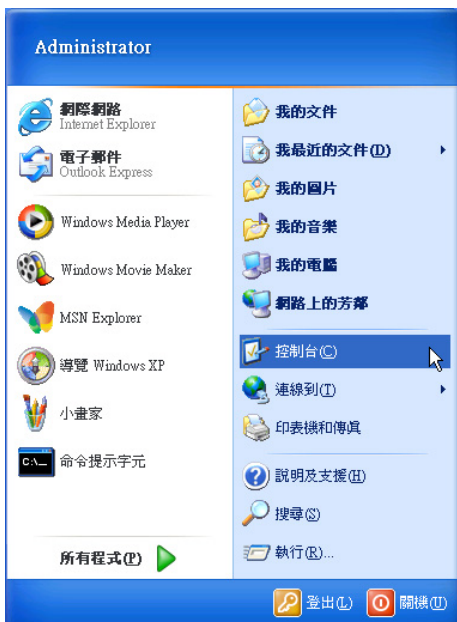 Administrator
網際網路
Internet Explorer
電子郵件
Outlook Express
Windows Media Player
Windows Movie Maker
MSN Explorer
導覽 Windows XP
小畫家
C:\_
命令提示字元
所有程式(P)
我的文件
我最近的文件(D)
我的圖片
我的音樂
我的電腦
網路上的芳鄰
控制台(C)
連線到(T)
印表機和傳真
說明及支援(H)
搜尋(S)
執行(R)...
登出(L)
關機(U)